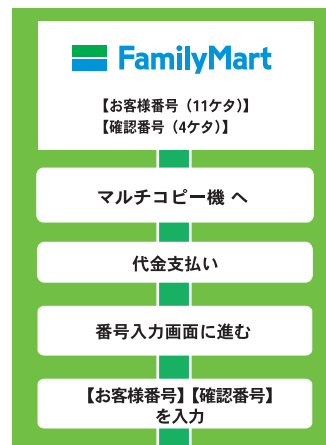 FamilyMart
【お客様番号（11ケタ）】
【確認番号（4ケタ）】
マルチコピー機 へ
代金支払い
番号入力画面に進む
【お客様番号】【確認番号】
を入力